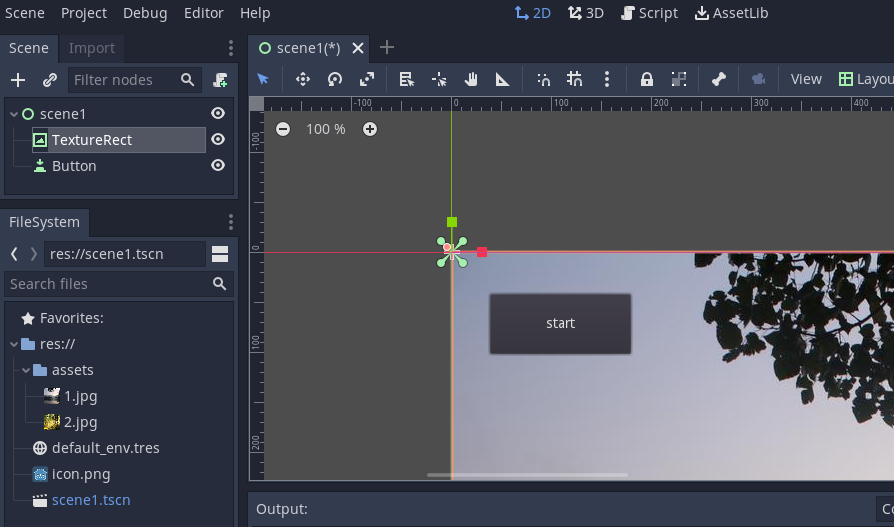 Scene Project Debug Editor Help 2D 3D Script AssetLib
Scene Import scene1(*)
Filter nodes View Layou
-100 0 100 200 300 400
scene1
100 %
TextureRect
Button
-100
FileSystem
res://scene1.tscn
0
Search files
Favorites:
start
res://
100
assets
1.jpg
2.jpg
default_env.tres
200
icon.png
scene1.tscn
Output: Co